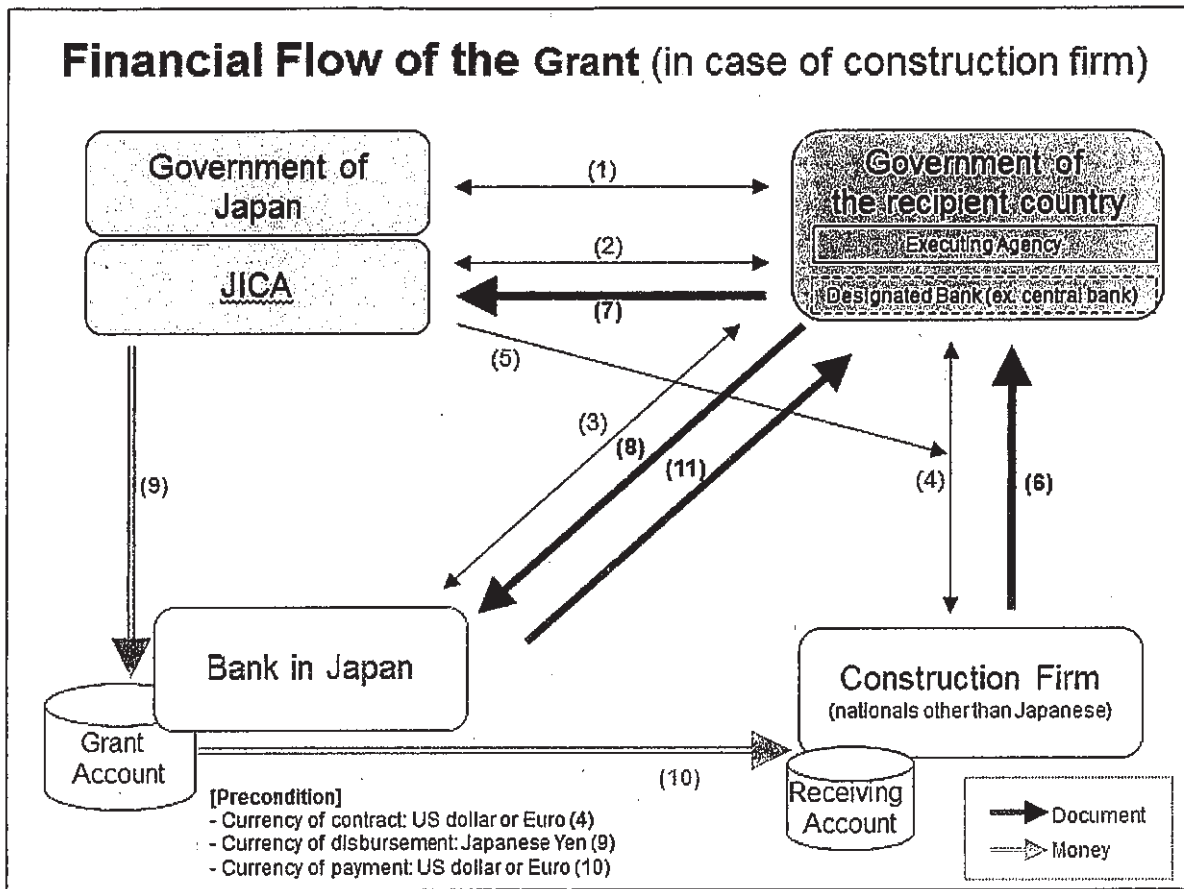 Financial Flow of the Grant (in case of construction firm)
Government of
Japan
JICA
Government of
the recipient country
Executing Agency
Designated Bank (ex. central bank)
(1)
(2)
(7)
(5)
(3)
(8)
(11)
(4)
(6)
(9)
Bank in Japan
Construction Firm
(nationals other than Japanese)
Grant
Account
(10)
Receiving
Account
[Precondition]
- Currency of contract: US dollar or Euro (4)
- Currency of disbursement: Japanese Yen (9)
- Currency of payment: US dollar or Euro (10)
Document
Money